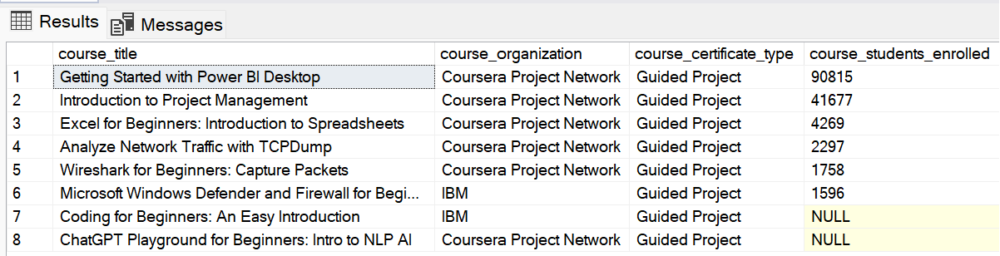 Results Messages
course_title course_organization course_certificate_type course_students_enrolled
1 Getting Started with Power BI Desktop Coursera Project Network Guided Project 90815
2 Introduction to Project Management Coursera Project Network Guided Project 41677
3 Excel for Beginners: Introduction to Spreadsheets Coursera Project Network Guided Project 4269
4 Analyze Network Traffic with TCPDump Coursera Project Network Guided Project 2297
5 Wireshark for Beginners: Capture Packets Coursera Project Network Guided Project 1758
6 Microsoft Windows Defender and Firewall for Begi... IBM Guided Project 1596
7 Coding for Beginners: An Easy Introduction IBM Guided Project NULL
8 ChatGPT Playground for Beginners: Intro to NLP AI Coursera Project Network Guided Project NULL